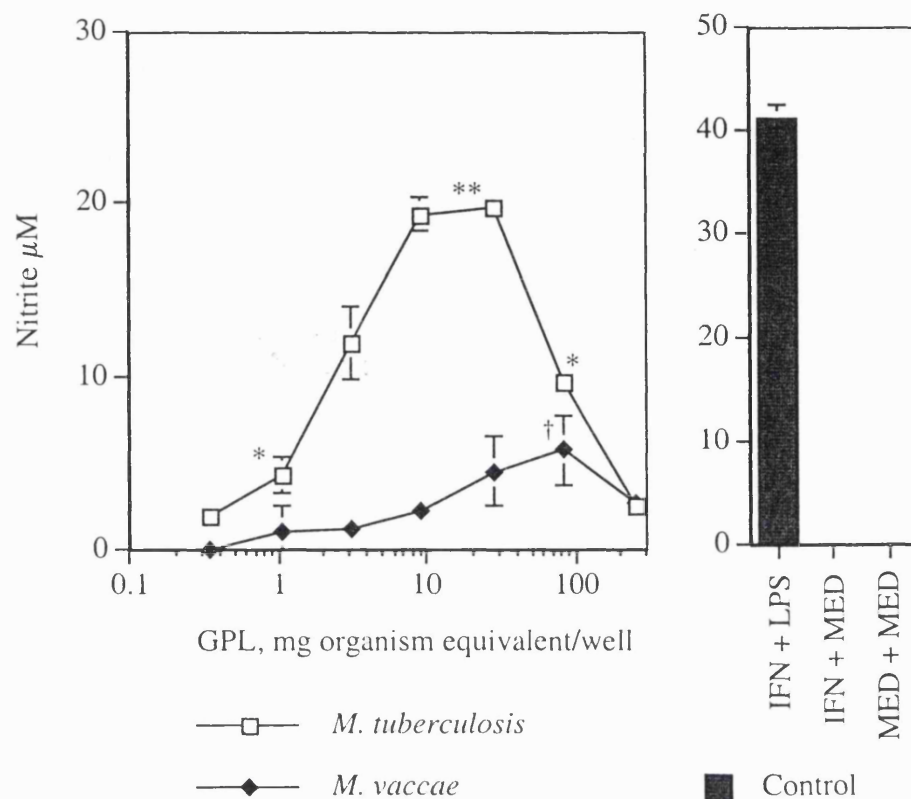 30
20
10
0
Nitrite μM
*
**
*
†
0.1
1
10
100
GPL, mg organism equivalent/well
M. tuberculosis
M. vaccae
50
40
30
20
10
0
IFN + LPS
IFN + MED
MED + MED
Control